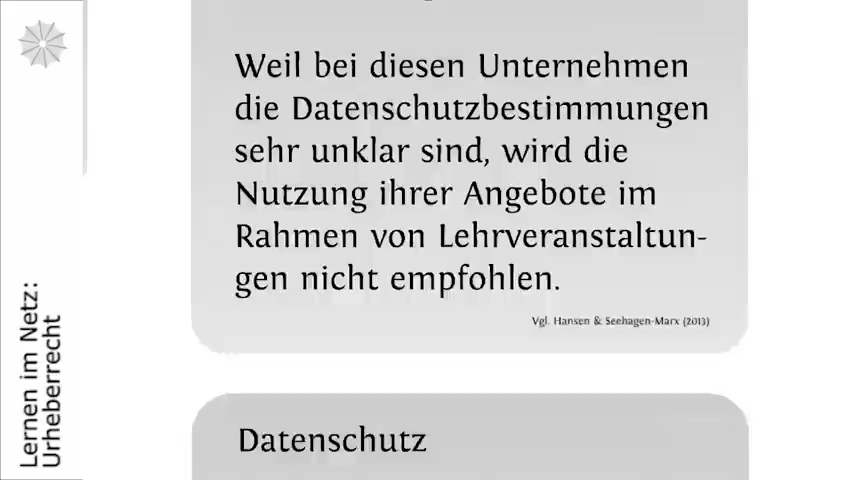 Weil bei diesen Unternehmen
die Datenschutzbestimmungen
sehr unklar sind, wird die
Nutzung ihrer Angebote im
Rahmen von Lehrveranstaltun-
gen nicht empfohlen.
Vgl. Hansen & Seehagen-Marx (2013)
Datenschutz
Lernen im Netz:
Urheberrecht